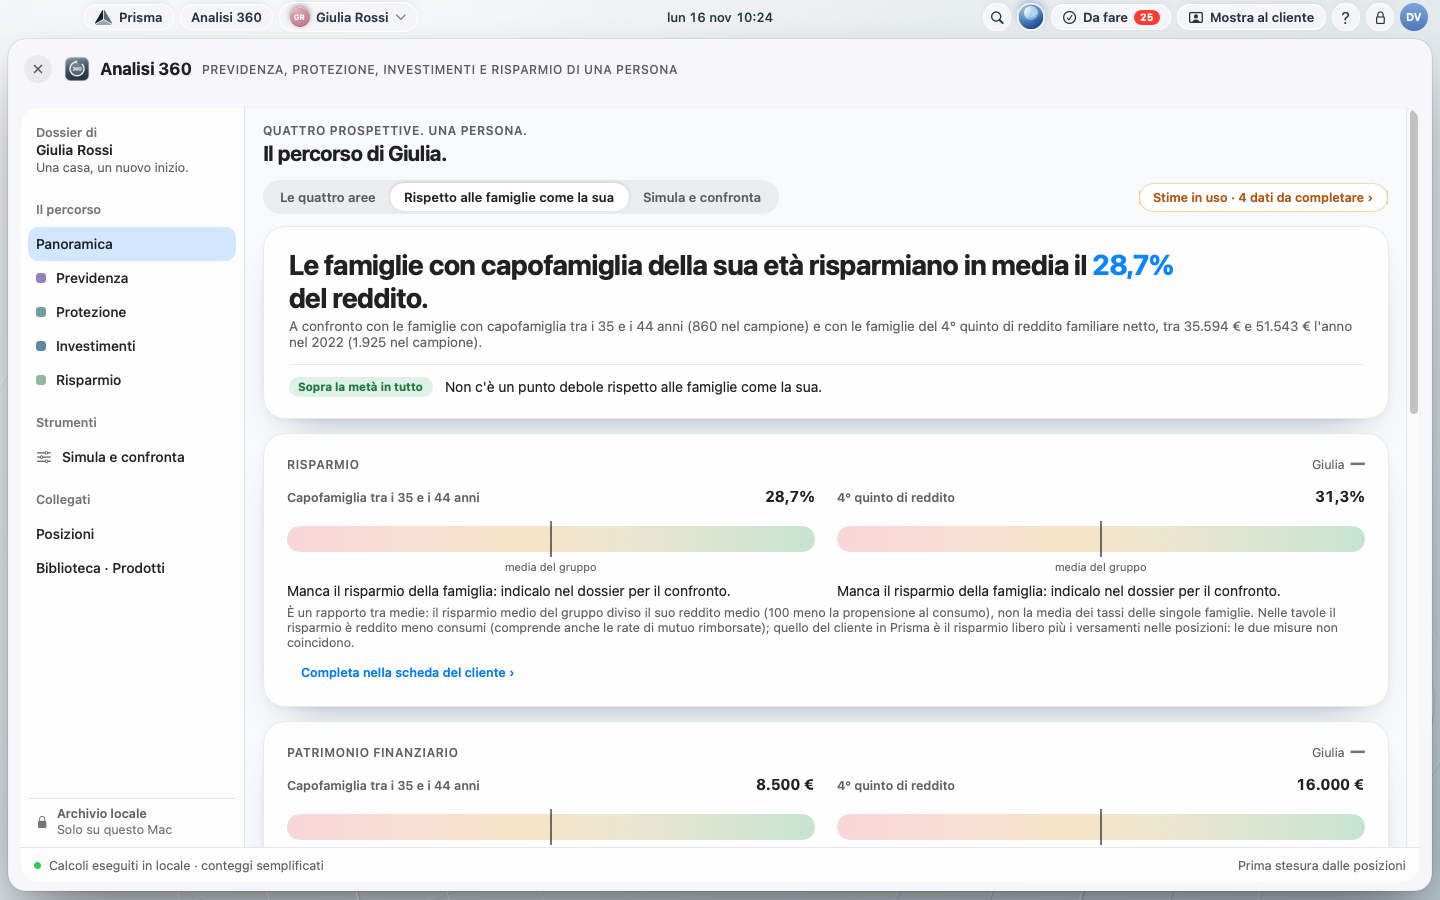 Prisma
Analisi 360
GR Giulia Rossi
lun 16 nov 10:24
Da fare 25
Mostra al cliente
?
DV
360
Analisi 360 PREVIDENZA, PROTEZIONE, INVESTIMENTI E RISPARMIO DI UNA PERSONA
Dossier di
Giulia Rossi
Una casa, un nuovo inizio.
Il percorso
Panoramica
Previdenza
Protezione
Investimenti
Risparmio
Strumenti
Simula e confronta
Collegati
Posizioni
Biblioteca · Prodotti
Archivio locale
Solo su questo Mac
QUATTRO PROSPETTIVE. UNA PERSONA.
Il percorso di Giulia.
Le quattro aree
Rispetto alle famiglie come la sua
Simula e confronta
Stime in uso · 4 dati da completare ›
Le famiglie con capofamiglia della sua età risparmiano in media il 28,7%
del reddito.
A confronto con le famiglie con capofamiglia tra i 35 e i 44 anni (860 nel campione) e con le famiglie del 4° quinto di reddito familiare netto, tra 35.594 € e 51.543 € l'anno
nel 2022 (1.925 nel campione).
Sopra la metà in tutto
Non c'è un punto debole rispetto alle famiglie come la sua.
RISPARMIO
Giulia
Capofamiglia tra i 35 e i 44 anni
28,7%
4° quinto di reddito
31,3%
media del gruppo
media del gruppo
Manca il risparmio della famiglia: indicalo nel dossier per il confronto.
Manca il risparmio della famiglia: indicalo nel dossier per il confronto.
È un rapporto tra medie: il risparmio medio del gruppo diviso il suo reddito medio (100 meno la propensione al consumo), non la media dei tassi delle singole famiglie. Nelle tavole il
risparmio è reddito meno consumi (comprende anche le rate di mutuo rimborsate); quello del cliente in Prisma è il risparmio libero più i versamenti nelle posizioni: le due misure non
coincidono.
Completa nella scheda del cliente ›
PATRIMONIO FINANZIARIO
Giulia
Capofamiglia tra i 35 e i 44 anni
8.500 €
4° quinto di reddito
16.000 €
Calcoli eseguiti in locale · conteggi semplificati
Prima stesura dalle posizioni